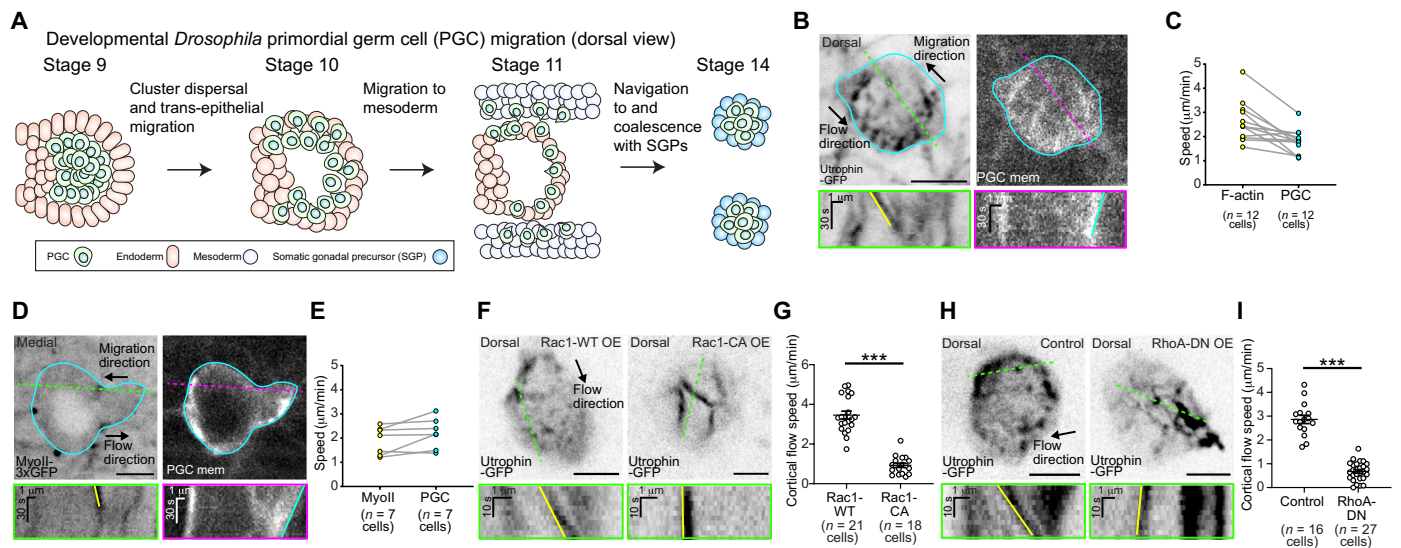 A
Developmental Drosophila primordial germ cell (PGC) migration (dorsal view)
Stage 9
Cluster dispersal
and trans-epithelial
migration
Stage 10
Migration to
mesoderm
Stage 11
Navigation
to and
coalescence
with SGPs
Stage 14
PGC
Endoderm
Mesoderm
Somatic gonadal precursor (SGP)
B
Dorsal
Migration
direction
Flow
direction
Utrophin
-GFP
PGC mem
1 μm
30 s
1 μm
30 s
C
Speed (μm/min)
5
4
3
2
1
0
F-actin
PGC
(n = 12
cells)
(n = 12
cells)
D
Medial
Migration
direction
Flow
direction
MyoII-
3xGFP
PGC mem
1 μm
30 s
1 μm
30 s
E
Speed (μm/min)
5
4
3
2
1
0
MyoII
(n = 7
cells)
PGC
(n = 7
cells)
F
Dorsal
Rac1-WT OE
Flow
direction
Utrophin
-GFP
Dorsal
Rac1-CA OE
Utrophin
-GFP
1 μm
10 s
1 μm
10 s
G
Cortical flow speed (μm/min)
6
4
2
0
***
Rac1-
WT
(n = 21
cells)
Rac1-
CA
(n = 18
cells)
H
Dorsal
Control
Flow
direction
Utrophin
-GFP
Dorsal
RhoA-DN OE
Utrophin
-GFP
1 μm
10 s
1 μm
10 s
I
Cortical flow speed (μm/min)
5
4
3
2
1
0
***
Control
(n = 16
cells)
RhoA-
DN
(n = 27
cells)